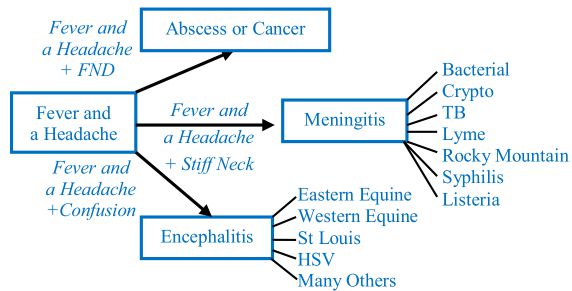 Fever and
a Headache
+ FND
Abscess or Cancer
Fever and
a Headache
Fever and
a Headache
+ Stiff Neck
Meningitis
Bacterial
Crypto
TB
Lyme
Rocky Mountain
Syphilis
Listeria
Fever and
a Headache
+Confusion
Encephalitis
Eastern Equine
Western Equine
St Louis
HSV
Many Others